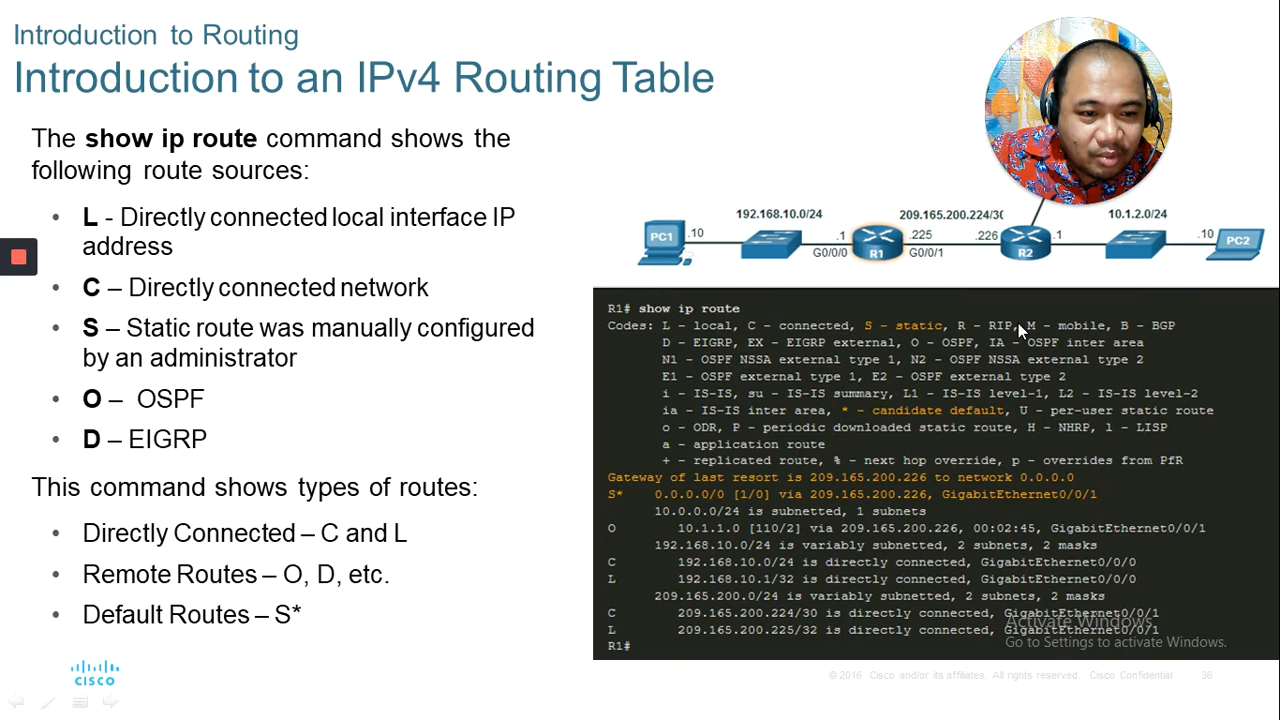 Introduction to Routing
Introduction to an IPv4 Routing Table
The show ip route command shows the
following route sources:
• L - Directly connected local interface IP
address
• C – Directly connected network
• S – Static route was manually configured
by an administrator
• O – OSPF
• D – EIGRP
This command shows types of routes:
• Directly Connected – C and L
• Remote Routes – O, D, etc.
• Default Routes – S*
192.168.10.0/24
209.165.200.224/30
10.1.2.0/24
PC1
.10
.1
R1
.225
.226
R2
.1
.10
PC2
G0/0/0
G0/0/1
R1# show ip route
Codes: L - local, C - connected, S - static, R - RIP, M - mobile, B - BGP
D - EIGRP, EX - EIGRP external, O - OSPF, IA - OSPF inter area
N1 - OSPF NSSA external type 1, N2 - OSPF NSSA external type 2
E1 - OSPF external type 1, E2 - OSPF external type 2
i - IS-IS, su - IS-IS summary, L1 - IS-IS level-1, L2 - IS-IS level-2
ia - IS-IS inter area, * - candidate default, U - per-user static route
o - ODR, P - periodic downloaded static route, H - NHRP, l - LISP
a - application route
+ - replicated route, % - next hop override, p - overrides from PfR
Gateway of last resort is 209.165.200.226 to network 0.0.0.0
S* 0.0.0.0/0 [1/0] via 209.165.200.226, GigabitEthernet0/0/1
10.0.0.0/24 is subnetted, 1 subnets
O 10.1.1.0 [110/2] via 209.165.200.226, 00:02:45, GigabitEthernet0/0/1
192.168.10.0/24 is variably subnetted, 2 subnets, 2 masks
C 192.168.10.0/24 is directly connected, GigabitEthernet0/0/0
L 192.168.10.1/32 is directly connected, GigabitEthernet0/0/0
209.165.200.0/24 is variably subnetted, 2 subnets, 2 masks
C 209.165.200.224/30 is directly connected, GigabitEthernet0/0/1
L 209.165.200.225/32 is directly connected, GigabitEthernet0/0/1
R1#
Activate Windows
Go to Settings to activate Windows.
CISCO
© 2016 Cisco and/or its affiliates. All rights reserved. Cisco Confidential
36